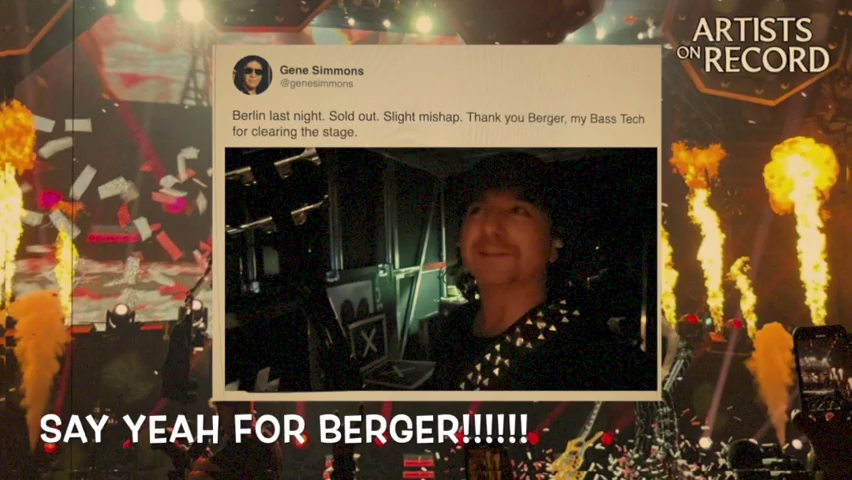 ARTISTS
ON RECORD
Gene Simmons
@genesimmons
Berlin last night. Sold out. Slight mishap. Thank you Berger, my Bass Tech
for clearing the stage.
X
SAY YEAH FOR BERGER!!!!!!